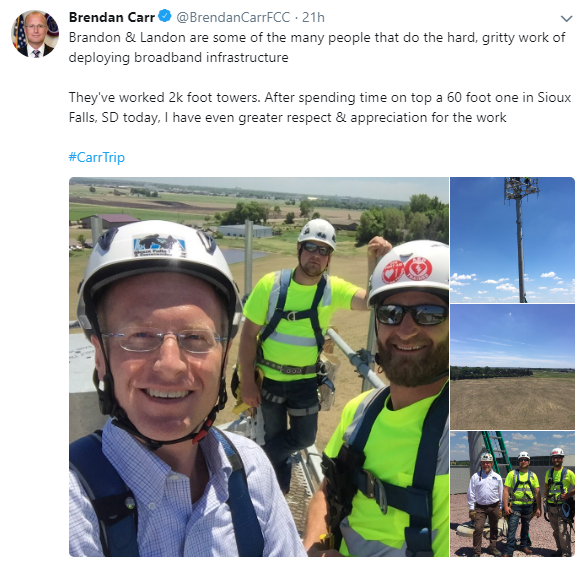 Brendan Carr @BrendanCarrFCC · 21h
Brandon & Landon are some of the many people that do the hard, gritty work of
deploying broadband infrastructure
They've worked 2k foot towers. After spending time on top a 60 foot one in Sioux
Falls, SD today, I have even greater respect & appreciation for the work
#CarrTrip